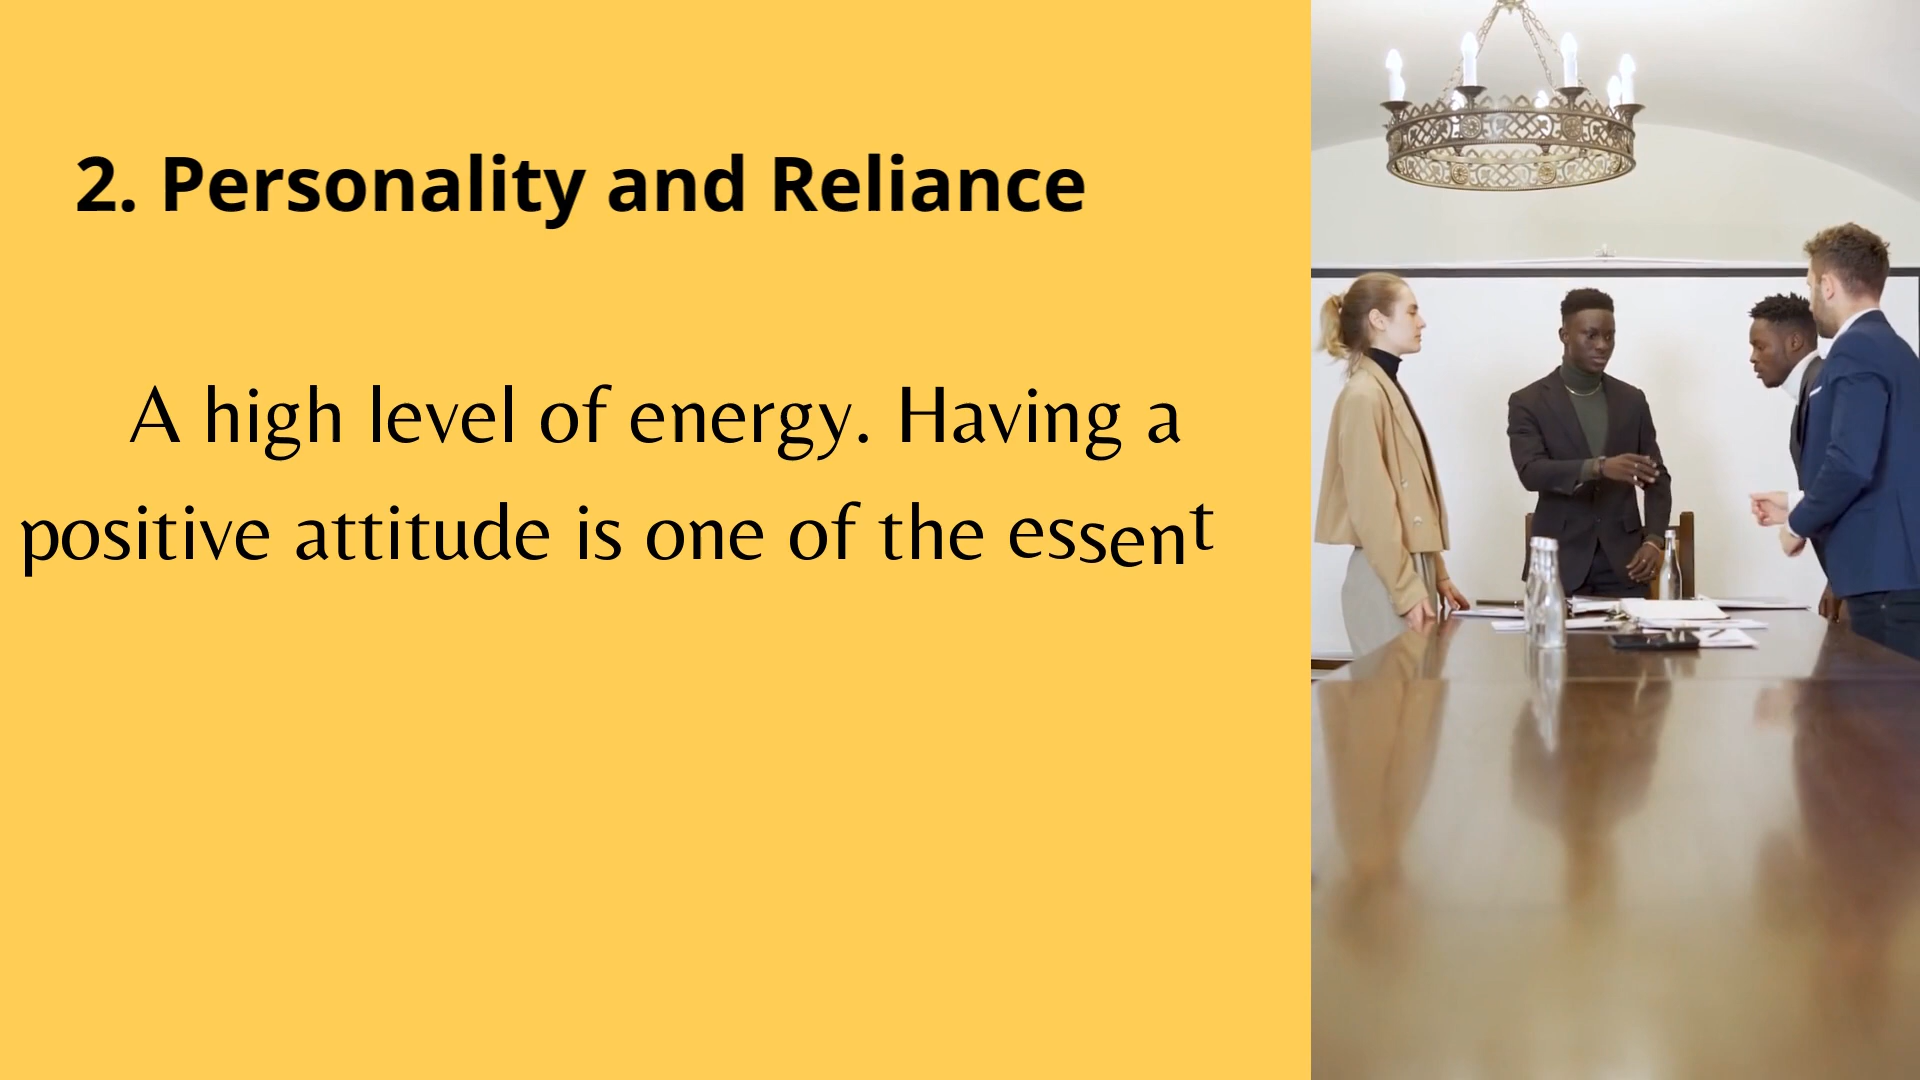 2. Personality and Reliance
A high level of energy. Having a
positive attitude is one of the essent